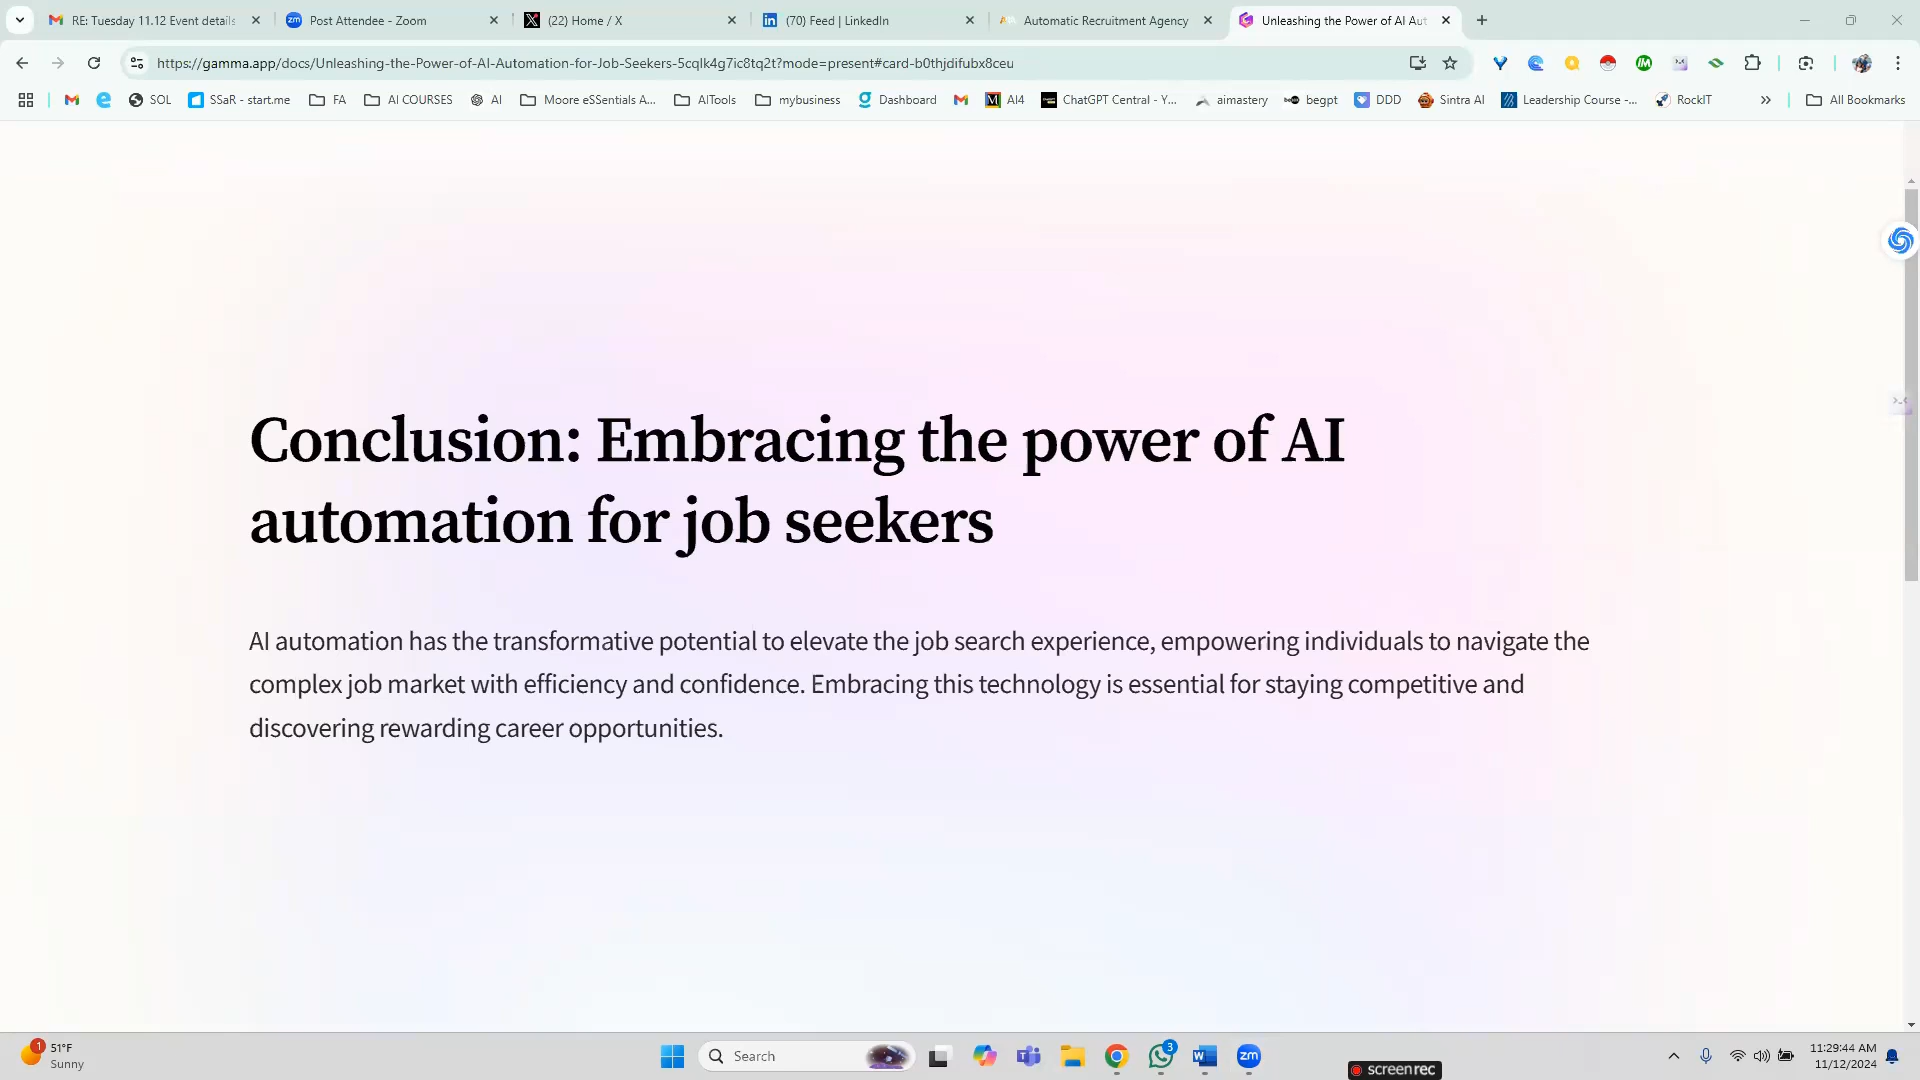 RE: Tuesday 11.12 Event details
Post Attendee - Zoom
(22) Home / X
(70) Feed | LinkedIn
Automatic Recruitment Agency
Unleashing the Power of AI Aut
https://gamma.app/docs/Unleashing-the-Power-of-AI-Automation-for-Job-Seekers-5cqlk4g7ic8tq2t?mode=present#card-b0thjdifubx8ceu
SOL
SSaR - start.me
FA
AI COURSES
AI
Moore eSSentials A...
AITools
mybusiness
Dashboard
AI4
ChatGPT Central - Y...
aimastery
begpt
DDD
Sintra AI
Leadership Course -...
RockIT
All Bookmarks
Conclusion: Embracing the power of AI
automation for job seekers
AI automation has the transformative potential to elevate the job search experience, empowering individuals to navigate the
complex job market with efficiency and confidence. Embracing this technology is essential for staying competitive and
discovering rewarding career opportunities.
1
51°F
Sunny
Search
3
zm
screenrec
11:29:44 AM
11/12/2024